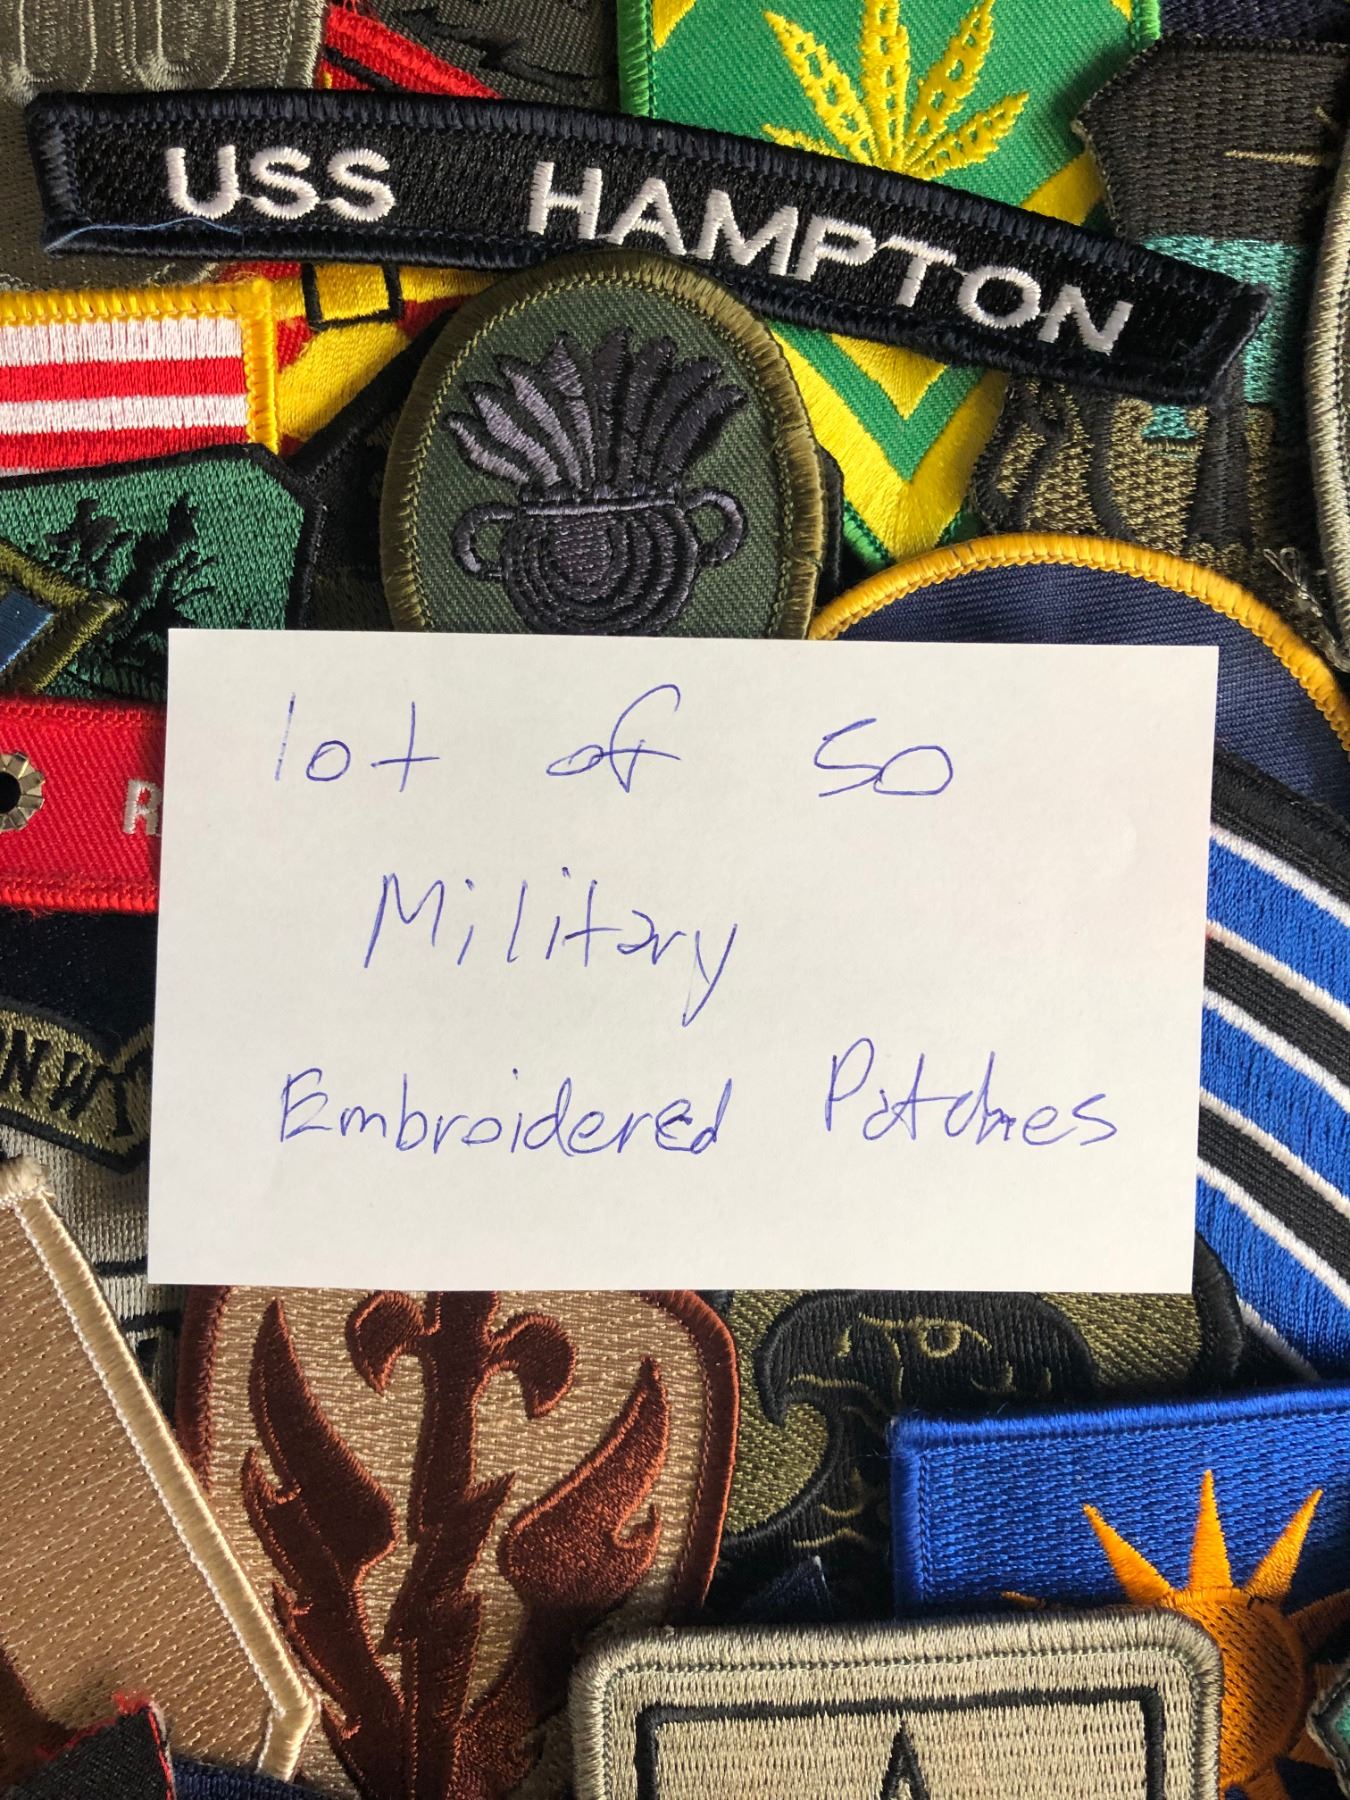 USS HAMPTON
R
lot of 50
Military
Embroidered Patches
A